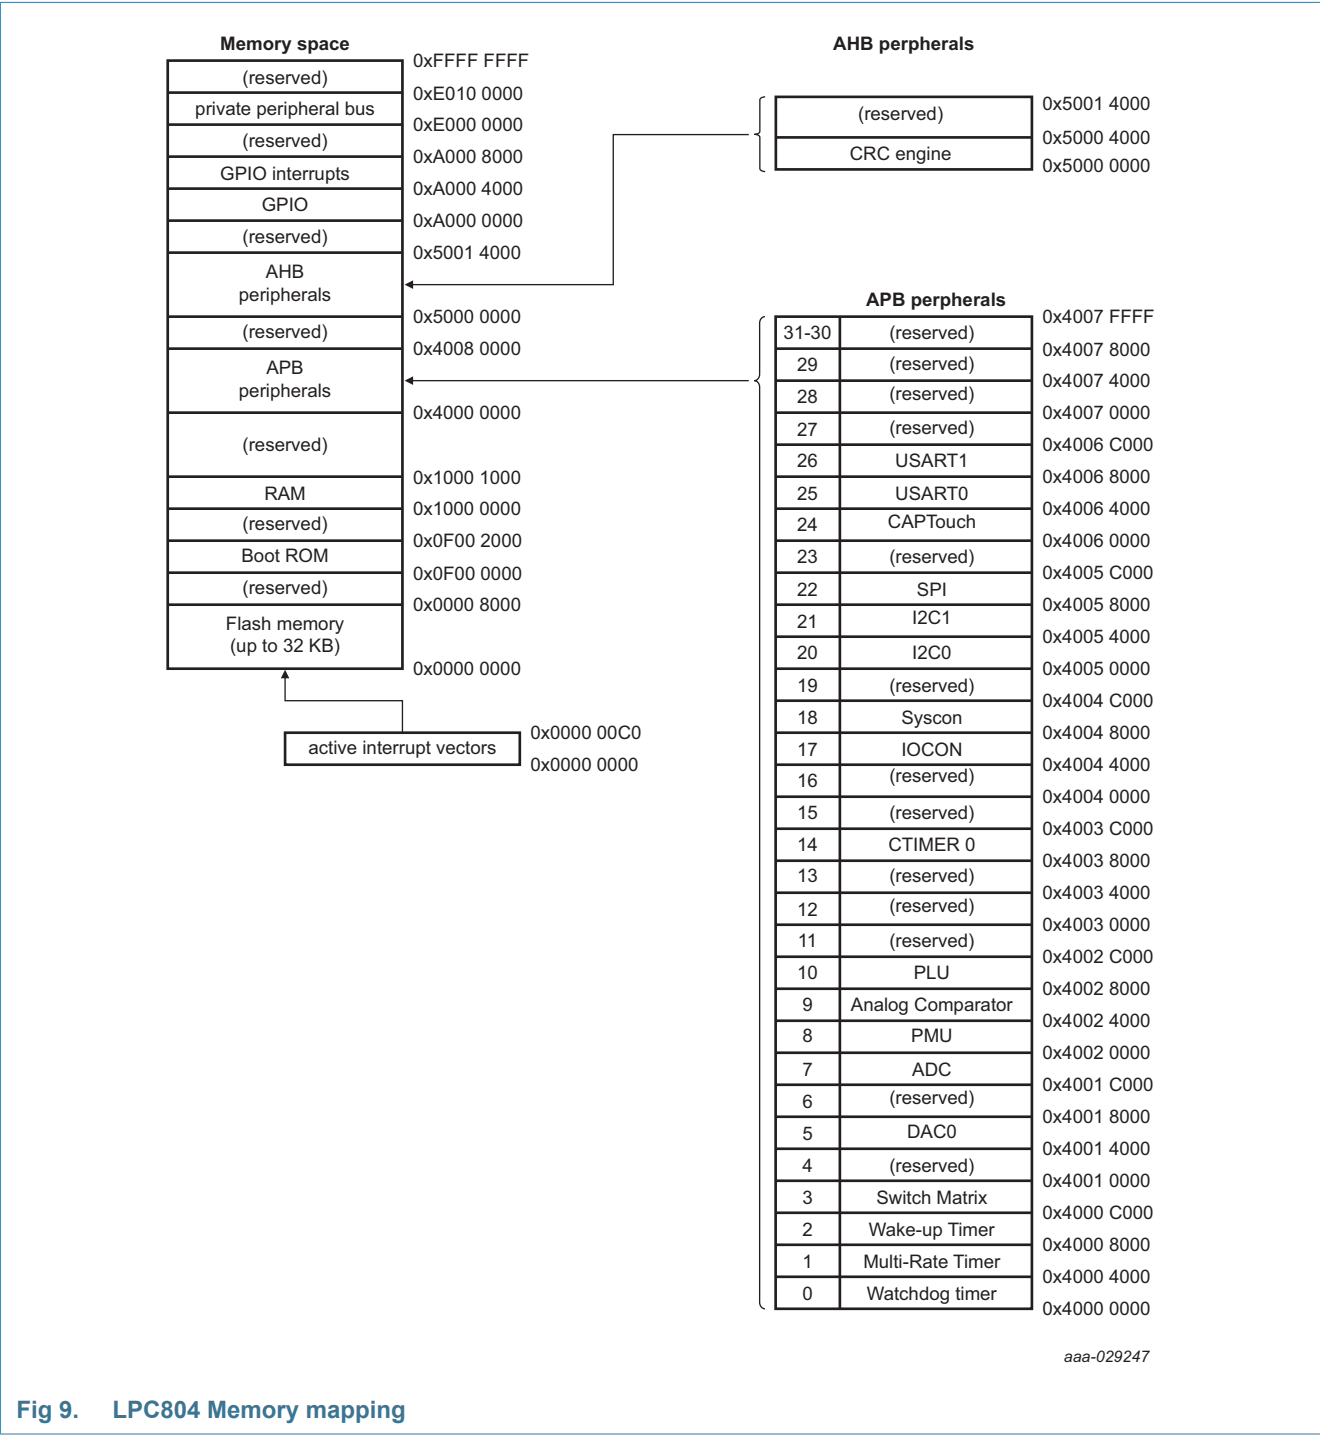 Memory space
0xFFFF FFFF
(reserved)
0xE010 0000
private peripheral bus
0xE000 0000
(reserved)
0xA000 8000
GPIO interrupts
0xA000 4000
GPIO
0xA000 0000
(reserved)
0x5001 4000
AHB
peripherals
0x5000 0000
(reserved)
0x4008 0000
APB
peripherals
0x4000 0000
(reserved)
0x1000 1000
RAM
0x1000 0000
(reserved)
0x0F00 2000
Boot ROM
0x0F00 0000
(reserved)
0x0000 8000
Flash memory
(up to 32 KB)
0x0000 0000
0x0000 00C0
active interrupt vectors
0x0000 0000
AHB perpherals
0x5001 4000
(reserved)
0x5000 4000
CRC engine
0x5000 0000
APB perpherals
0x4007 FFFF
31-30 (reserved)
0x4007 8000
29 (reserved)
0x4007 4000
28 (reserved)
0x4007 0000
27 (reserved)
0x4006 C000
26 USART1
0x4006 8000
25 USART0
0x4006 4000
24 CAPTouch
0x4006 0000
23 (reserved)
0x4005 C000
22 SPI
0x4005 8000
21 I2C1
0x4005 4000
20 I2C0
0x4005 0000
19 (reserved)
0x4004 C000
18 Syscon
0x4004 8000
17 IOCON
0x4004 4000
16 (reserved)
0x4004 0000
15 (reserved)
0x4003 C000
14 CTIMER 0
0x4003 8000
13 (reserved)
0x4003 4000
12 (reserved)
0x4003 0000
11 (reserved)
0x4002 C000
10 PLU
0x4002 8000
9 Analog Comparator
0x4002 4000
8 PMU
0x4002 0000
7 ADC
0x4001 C000
6 (reserved)
0x4001 8000
5 DAC0
0x4001 4000
4 (reserved)
0x4001 0000
3 Switch Matrix
0x4000 C000
2 Wake-up Timer
0x4000 8000
1 Multi-Rate Timer
0x4000 4000
0 Watchdog timer
0x4000 0000
aaa-029247
Fig 9. LPC804 Memory mapping